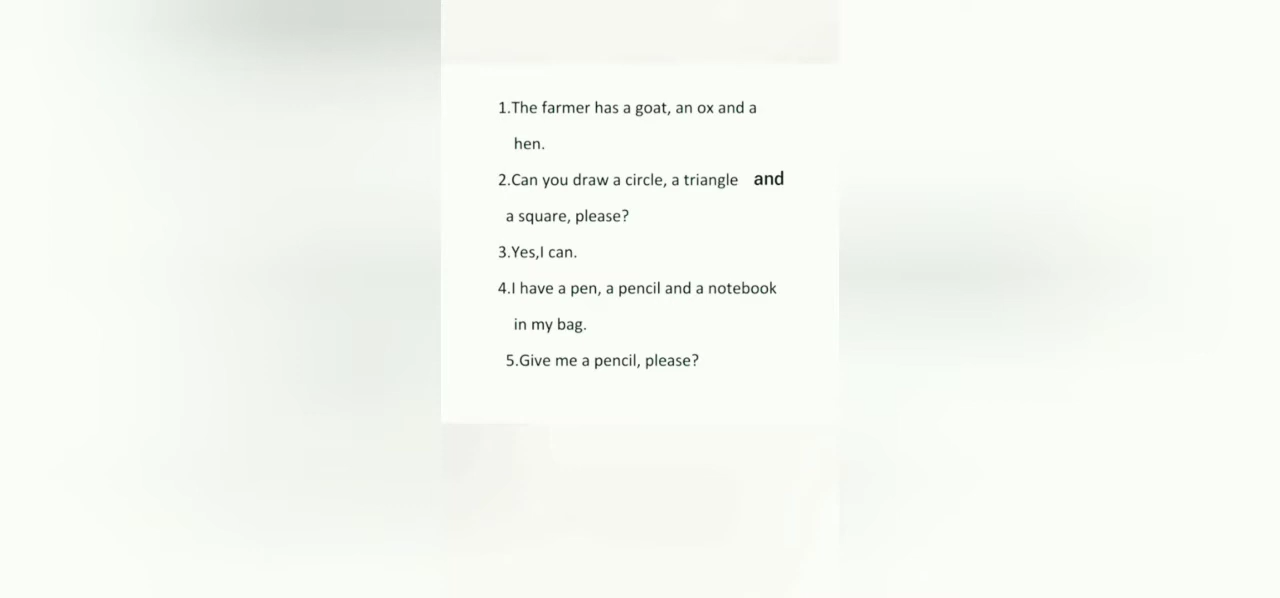 1.The farmer has a goat, an ox and a
hen.
2.Can you draw a circle, a triangle and
a square, please?
3.Yes,I can.
4.I have a pen, a pencil and a notebook
in my bag.
5.Give me a pencil, please?